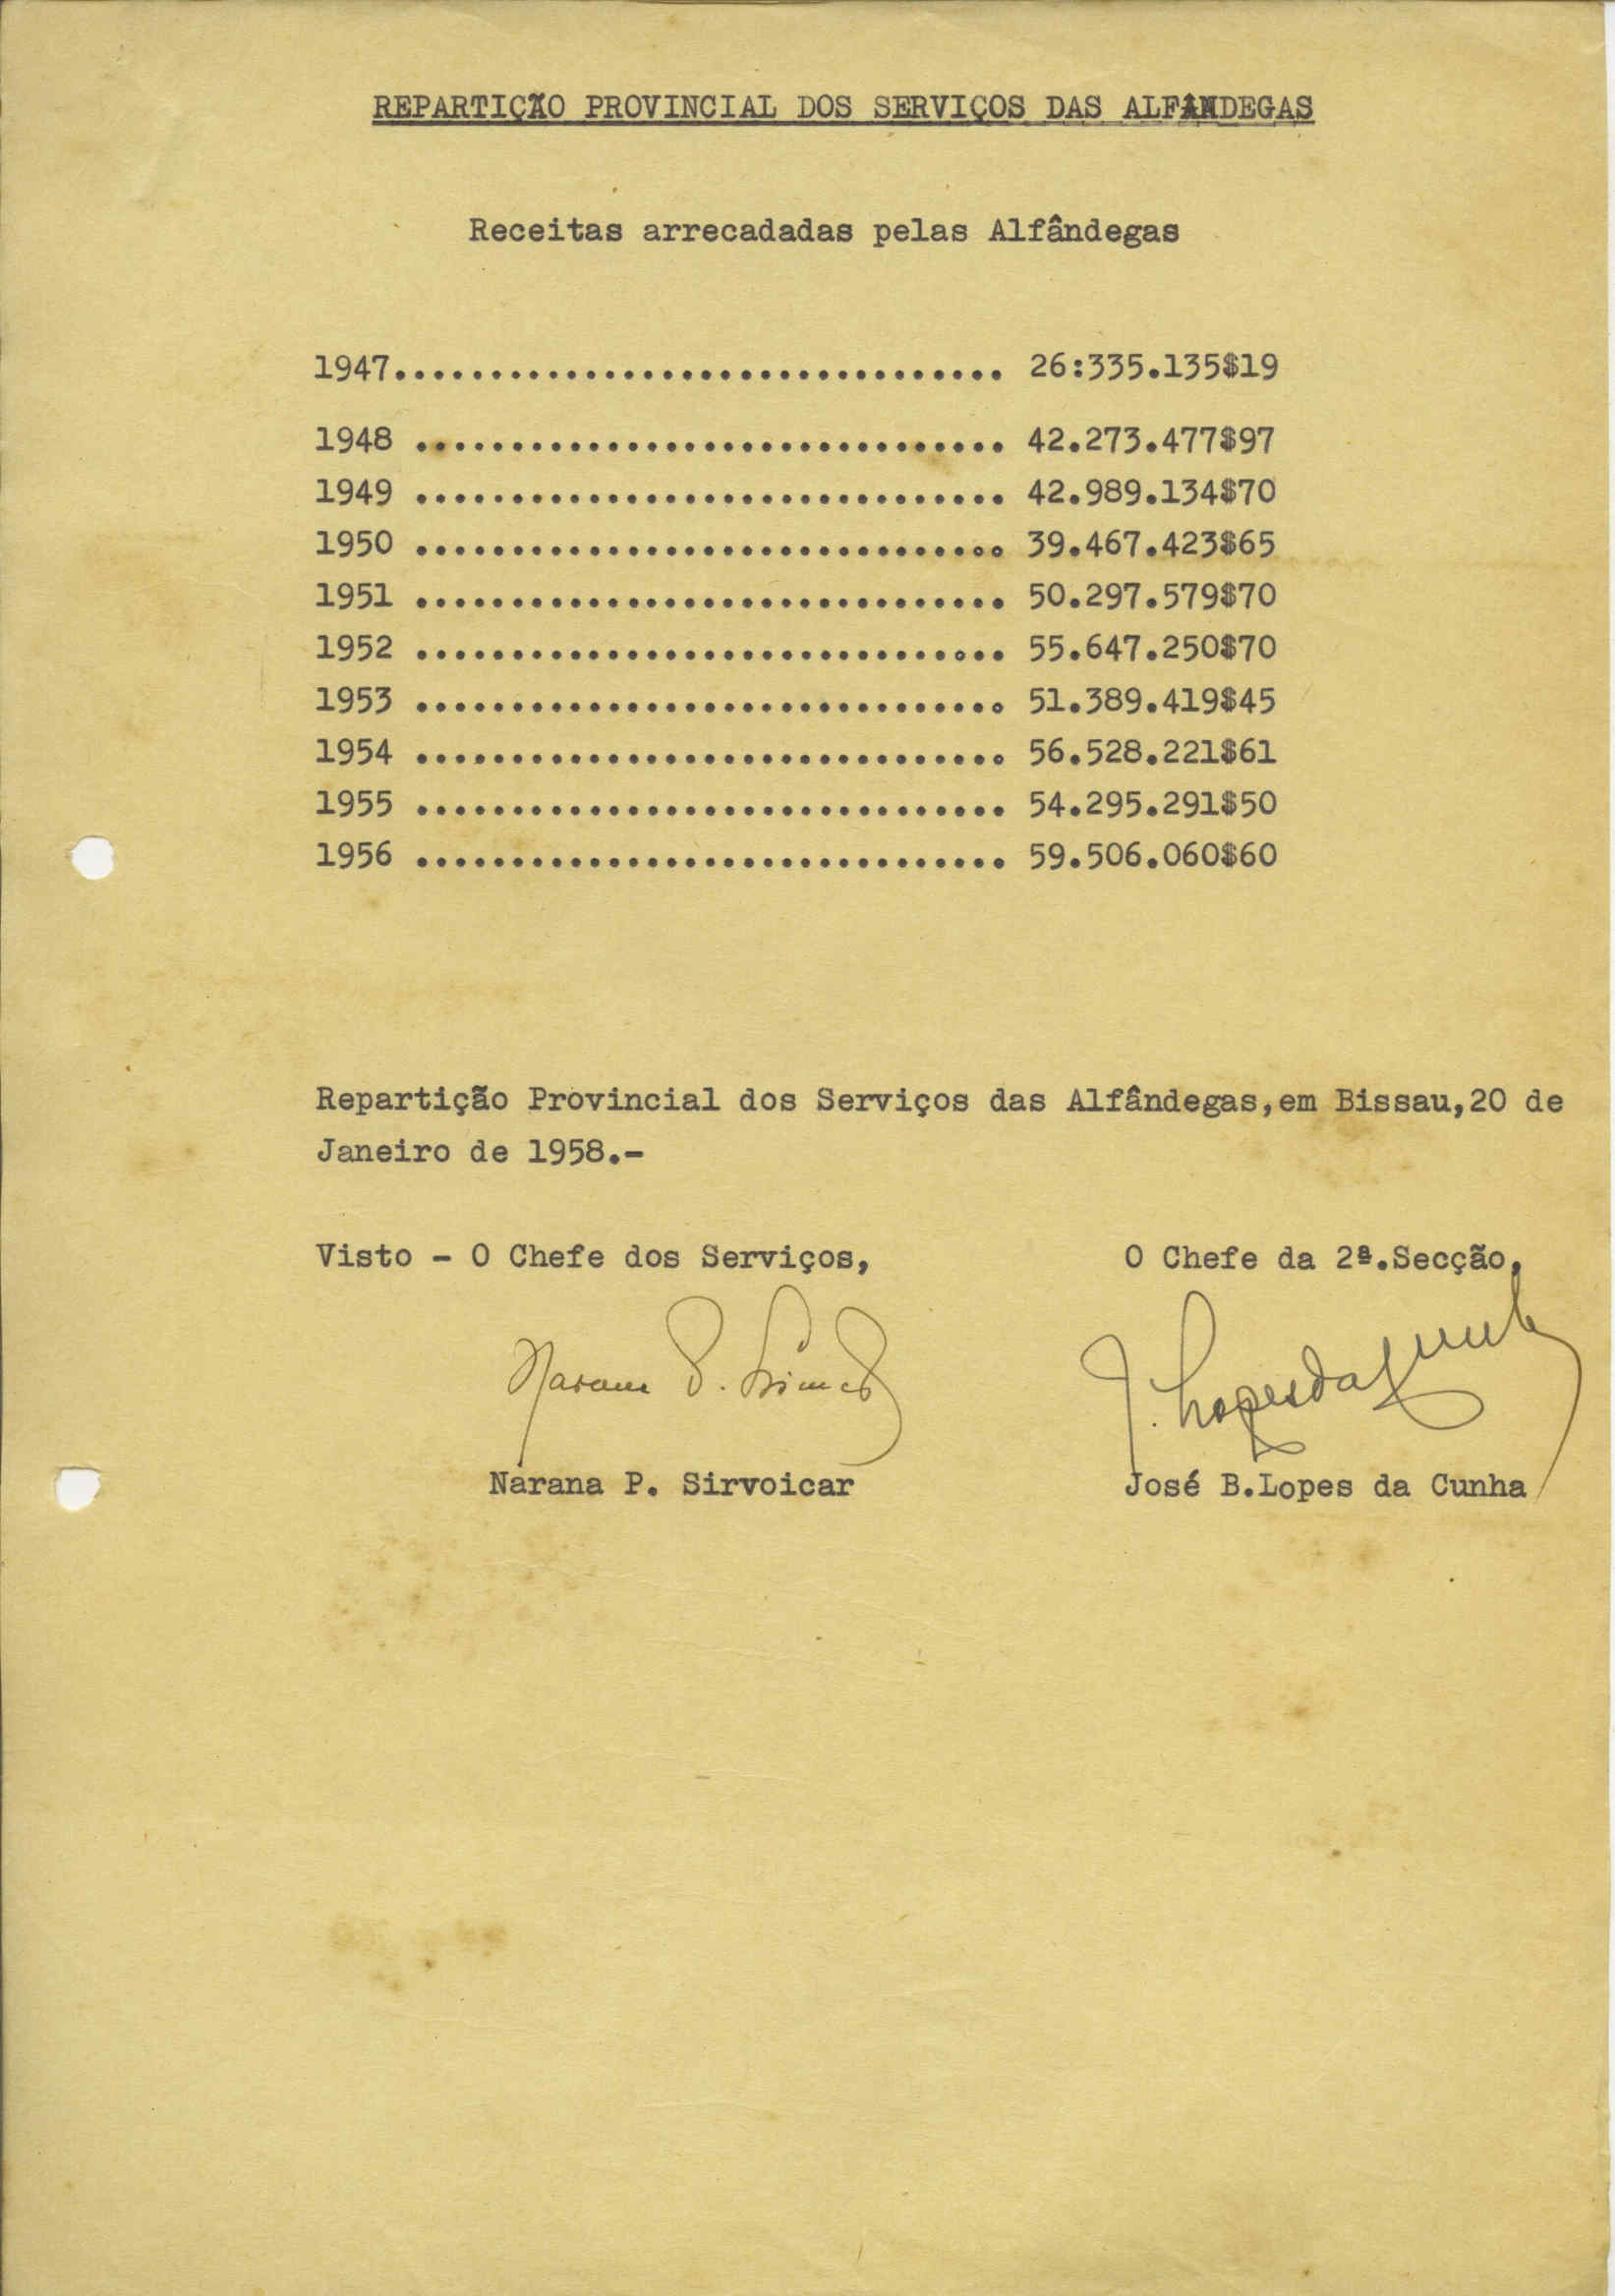 REPARTIÇÃO PROVINCIAL DOS SERVIÇOS DAS ALFÂNDEGAS
Receitas arrecadadas pelas Alfândegas
1947................................ 26:335.135$19
1948 ............................... 42.273.477$97
1949 ............................... 42.989.134$70
1950 ............................... 39.467.423$65
1951 ............................... 50.297.579$70
1952 ............................... 55.647.250$70
1953 ............................... 51.389.419$45
1954 ............................... 56.528.221$61
1955 ............................... 54.295.291$50
1956 ............................... 59.506.060$60
Repartição Provincial dos Serviços das Alfândegas,em Bissau,20 de
Janeiro de 1958.-
Visto - O Chefe dos Serviços, O Chefe da 2ª.Secção,
J. Lopes da Cunha
Narana P. Sirvoicar José B.Lopes da Cunha